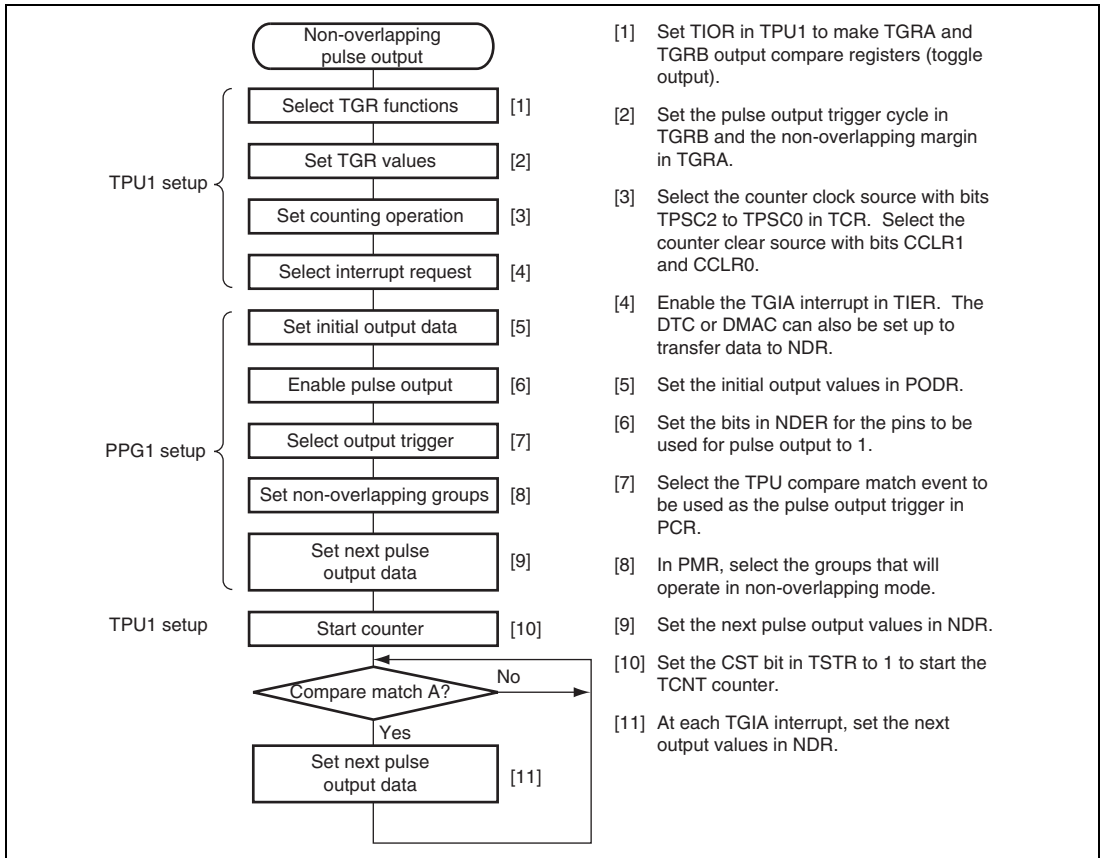 Non-overlapping
pulse output
Select TGR functions [1]
Set TGR values [2]
TPU1 setup
Set counting operation [3]
Select interrupt request [4]
Set initial output data [5]
Enable pulse output [6]
Select output trigger [7]
PPG1 setup
Set non-overlapping groups [8]
Set next pulse
output data
[9]
TPU1 setup
Start counter [10]
Compare match A?
No
Yes
Set next pulse
output data
[11]
[1] Set TIOR in TPU1 to make TGRA and
TGRB output compare registers (toggle
output).
[2] Set the pulse output trigger cycle in
TGRB and the non-overlapping margin
in TGRA.
[3] Select the counter clock source with bits
TPSC2 to TPSC0 in TCR. Select the
counter clear source with bits CCLR1
and CCLR0.
[4] Enable the TGIA interrupt in TIER. The
DTC or DMAC can also be set up to
transfer data to NDR.
[5] Set the initial output values in PODR.
[6] Set the bits in NDER for the pins to be
used for pulse output to 1.
[7] Select the TPU compare match event to
be used as the pulse output trigger in
PCR.
[8] In PMR, select the groups that will
operate in non-overlapping mode.
[9] Set the next pulse output values in NDR.
[10] Set the CST bit in TSTR to 1 to start the
TCNT counter.
[11] At each TGIA interrupt, set the next
output values in NDR.